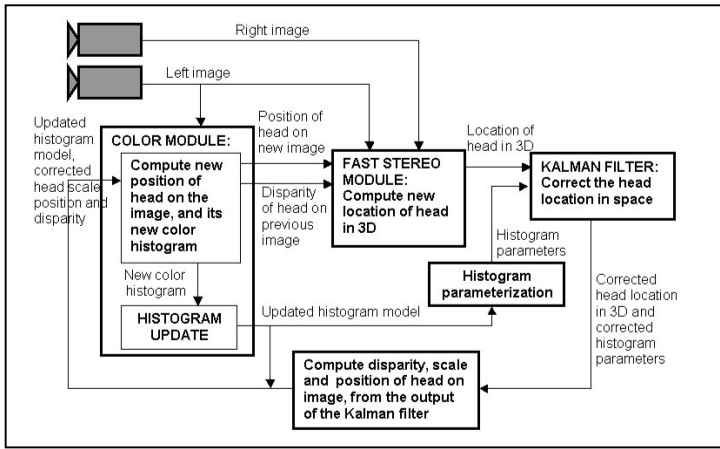 Right image
Left image
Updated
histogram
model,
corrected
head scale
position and
disparity
COLOR MODULE:
Compute new
position of
head on the
image, and its
new color
histogram
New color
histogram
HISTOGRAM
UPDATE
Position of
head on
new image
Disparity
of head on
previous
image
FAST STEREO
MODULE:
Compute new
location of head
in 3D
Location
of head
in 3D
KALMAN FILTER:
Correct the head
location in space
Histogram
parameters
Histogram
parameterization
Updated histogram model
Corrected
head location
in 3D and
corrected
histogram
parameters
Compute disparity, scale
and position of head on
image, from the output
of the Kalman filter